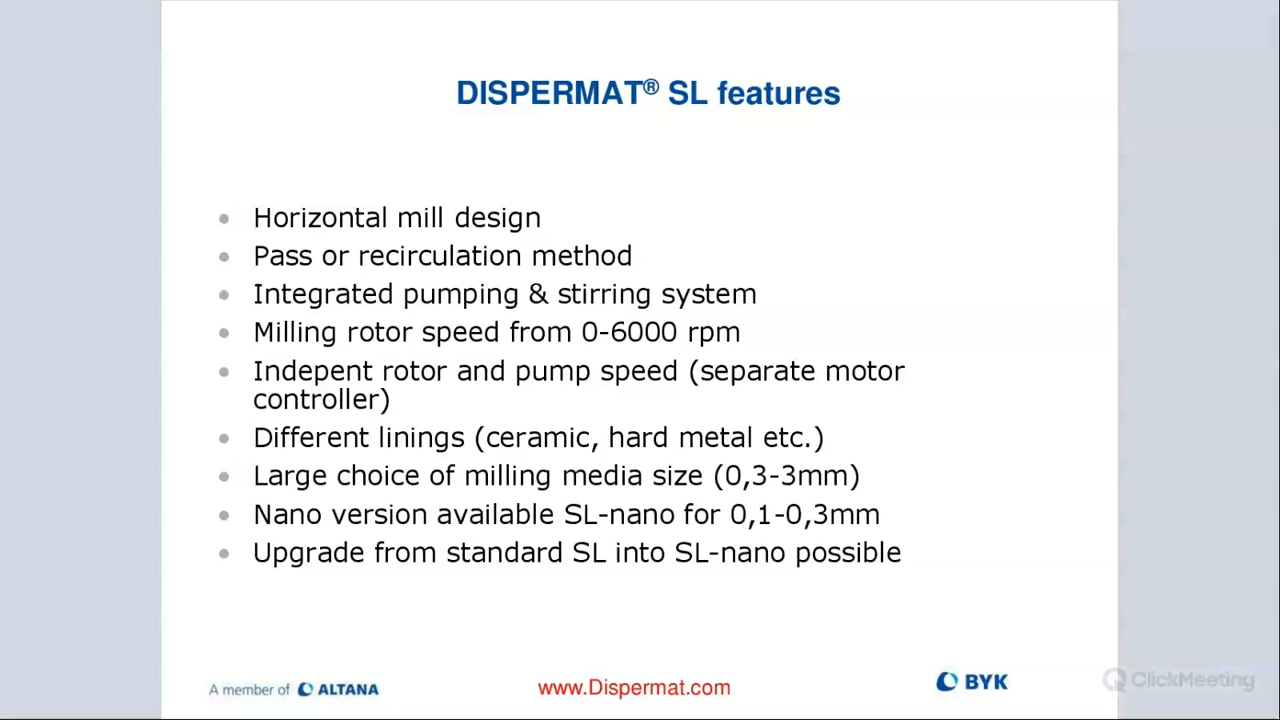 DISPERMAT® SL features
Horizontal mill design
Pass or recirculation method
Integrated pumping & stirring system
Milling rotor speed from 0-6000 rpm
Indepent rotor and pump speed (separate motor
controller)
Different linings (ceramic, hard metal etc.)
Large choice of milling media size (0,3-3mm)
Nano version available SL-nano for 0,1-0,3mm
Upgrade from standard SL into SL-nano possible
A member of ALTANA
www.Dispermat.com
BYK
ClickMeeting